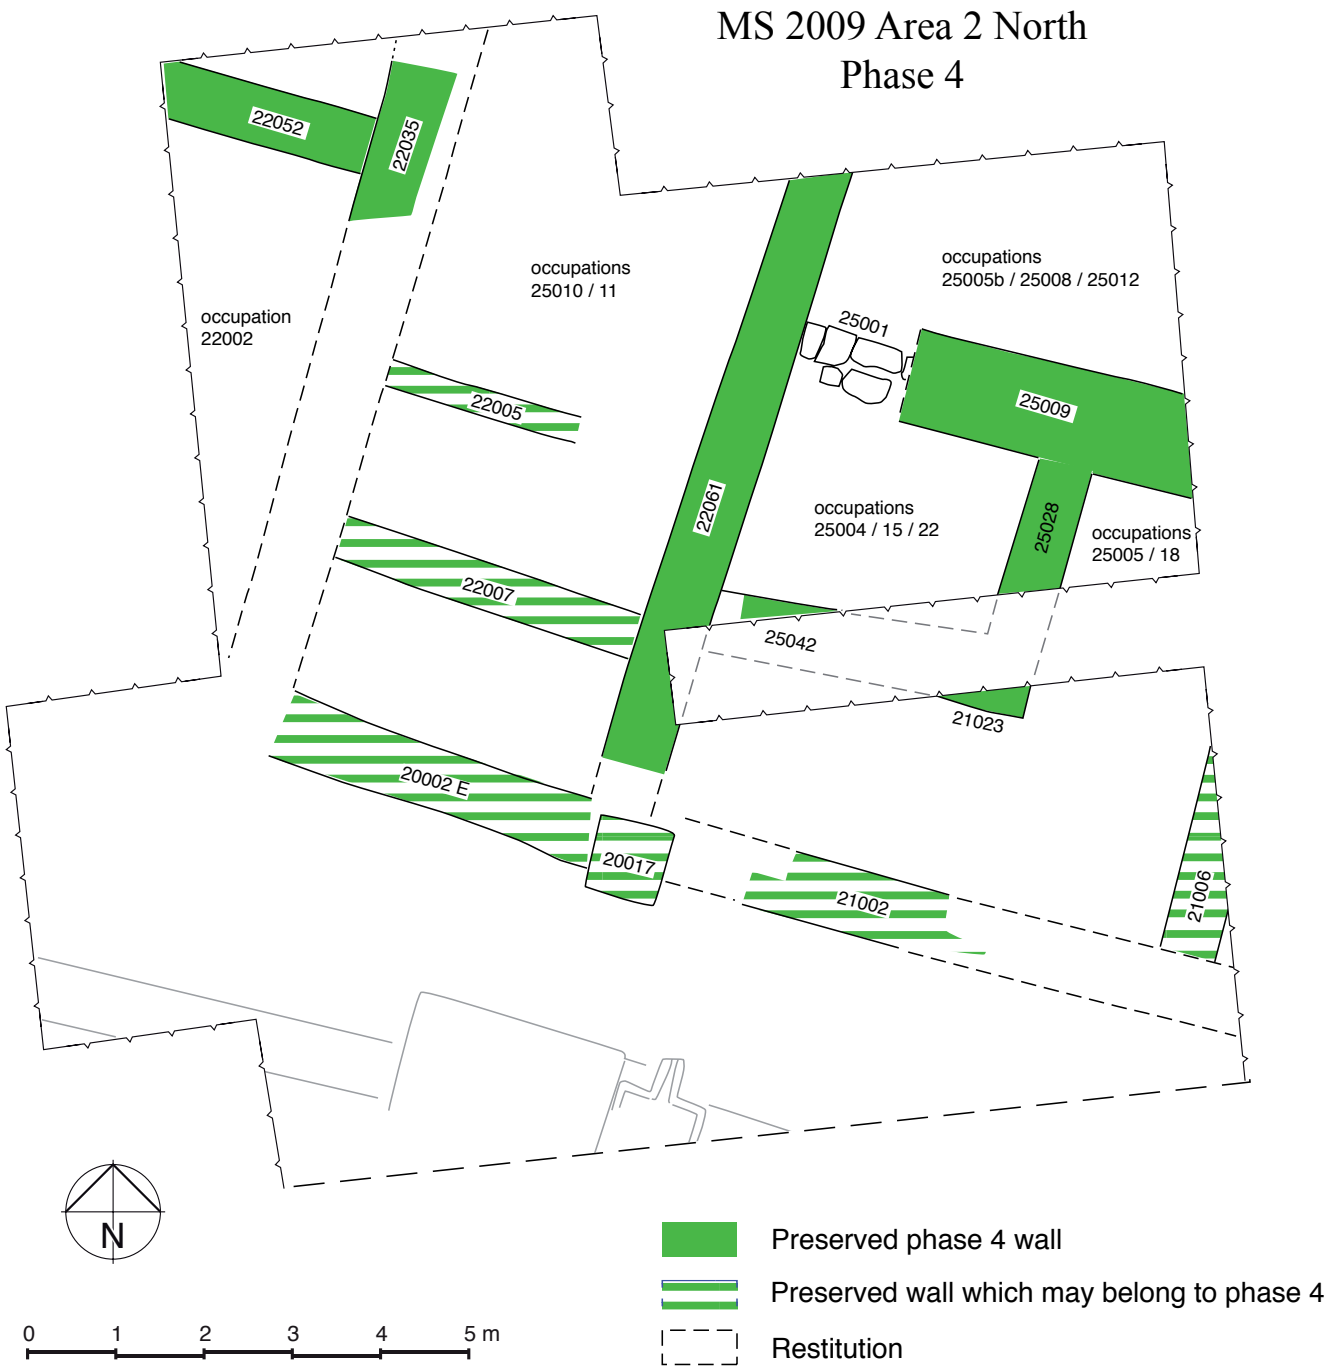 MS 2009 Area 2 North
Phase 4
22052
22035
occupations
25010 / 11
occupations
25005b / 25008 / 25012
occupation
22002
25001
22005
25009
22061
occupations
25004 / 15 / 22
25028
occupations
25005 / 18
22007
25042
21023
20002 E
20017
21002
21006
N
Preserved phase 4 wall
Preserved wall which may belong to phase 4
Restitution
0 1 2 3 4 5 m